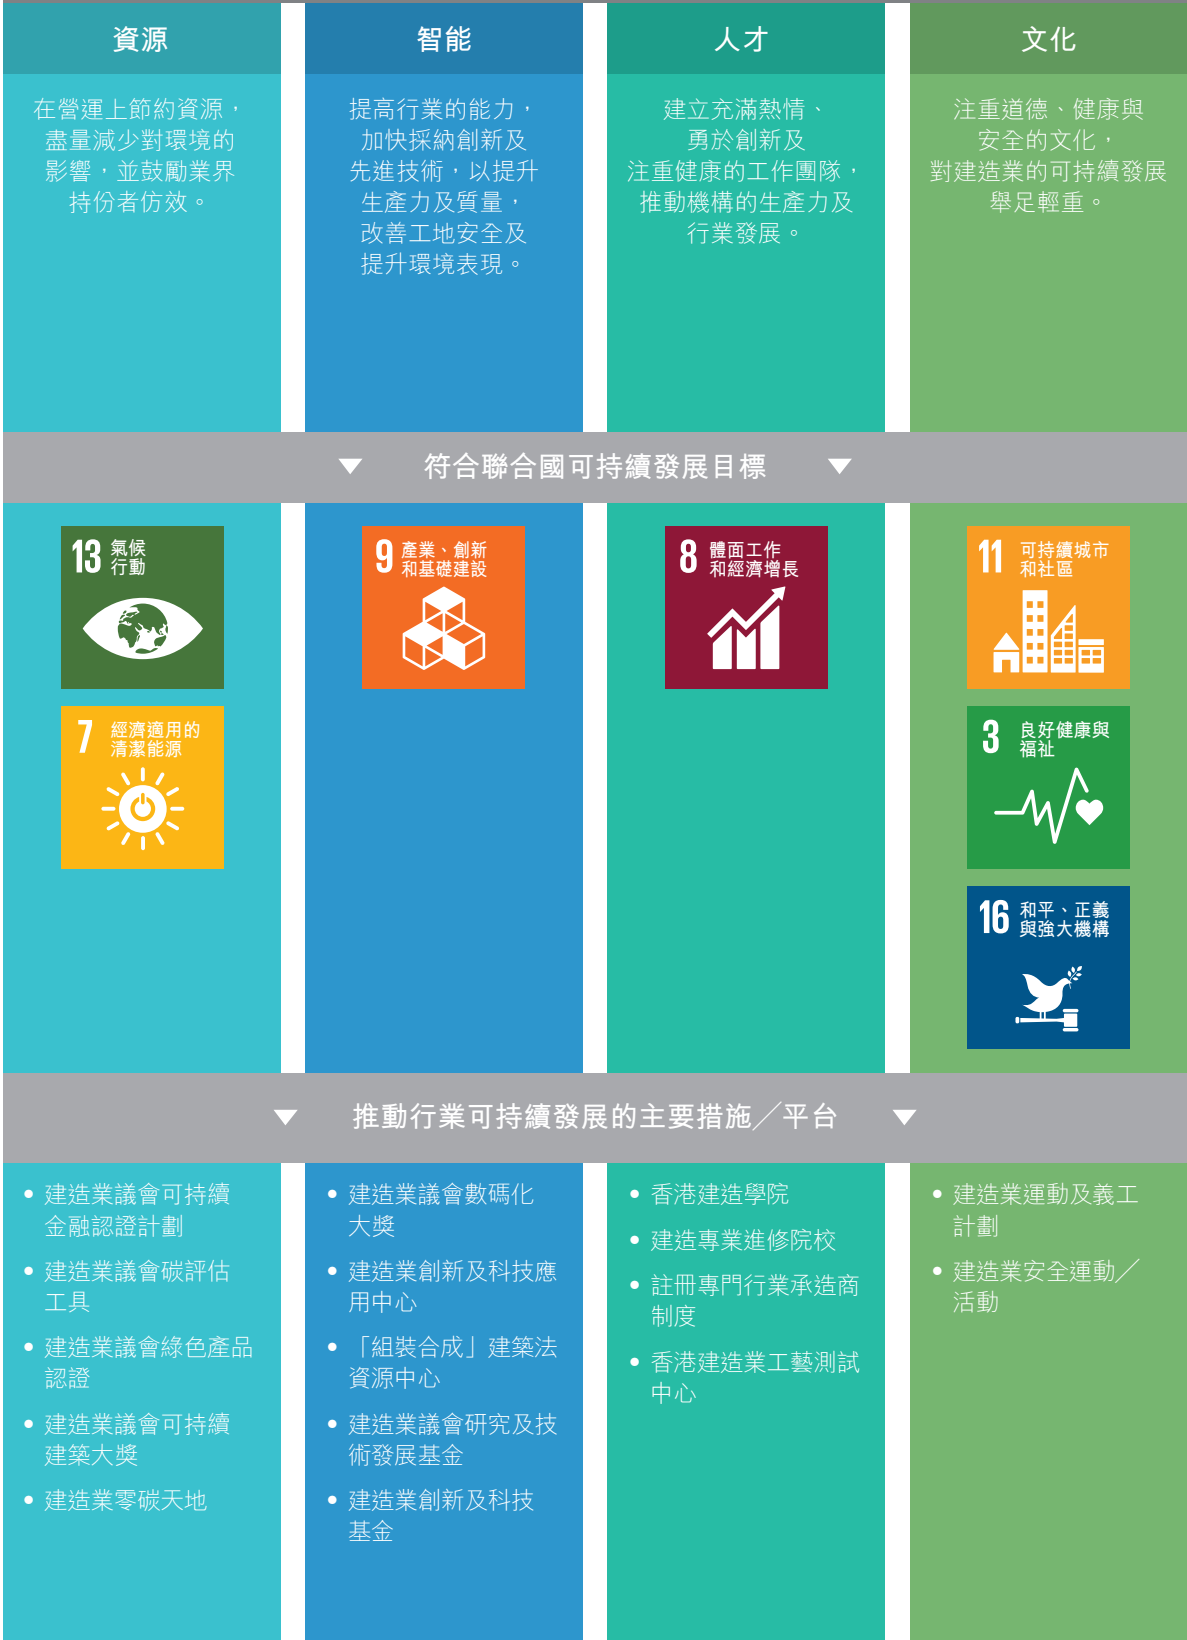 資源
在營運上節約資源，
盡量減少對環境的
影響，並鼓勵業界
持份者仿效。
智能
提高行業的能力，
加快採納創新及
先進技術，以提升
生產力及質量，
改善工地安全及
提升環境表現。
人才
建立充滿熱情、
勇於創新及
注重健康的工作團隊，
推動機構的生產力及
行業發展。
文化
注重道德、健康與
安全的文化，
對建造業的可持續發展
舉足輕重。
符合聯合國可持續發展目標
13 氣候
行動
7 經濟適用的
清潔能源
9 產業、創新
和基礎建設
8 體面工作
和經濟增長
11 可持續城市
和社區
3 良好健康與
福祉
16 和平、正義
與強大機構
推動行業可持續發展的主要措施╱平台
• 建造業議會可持續
金融認證計劃
• 建造業議會碳評估
工具
• 建造業議會綠色產品
認證
• 建造業議會可持續
建築大獎
• 建造業零碳天地
• 建造業議會數碼化
大獎
• 建造業創新及科技應
用中心
• 「組裝合成」建築法
資源中心
• 建造業議會研究及技
術發展基金
• 建造業創新及科技
基金
• 香港建造學院
• 建造專業進修院校
• 註冊專門行業承造商
制度
• 香港建造業工藝測試
中心
• 建造業運動及義工
計劃
• 建造業安全運動╱
活動